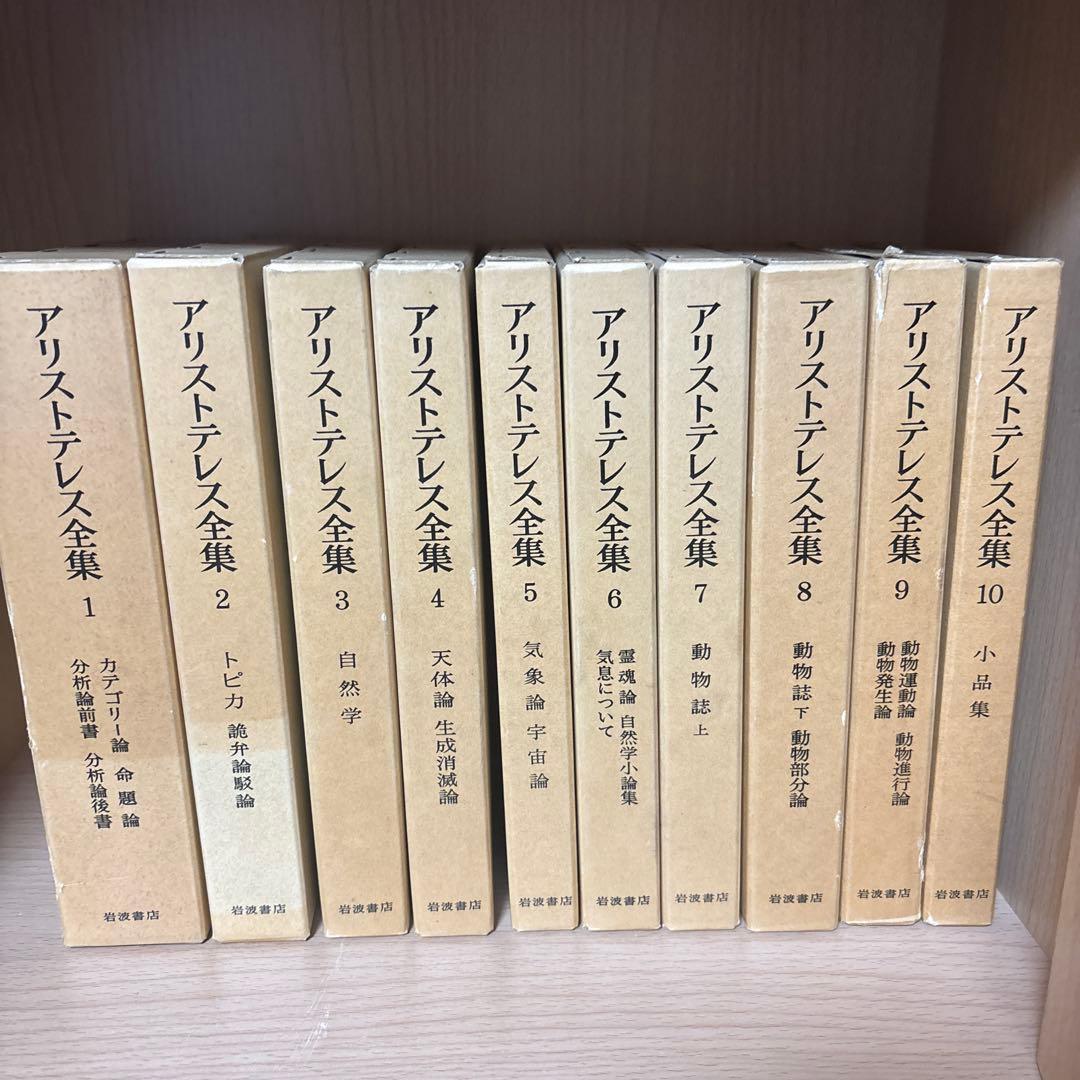 アリストテレス全集 1
カテゴリー論 命題論
分析論前書 分析論後書
岩波書店
アリストテレス全集 2
トピカ 詭弁論駁論
岩波書店
アリストテレス全集 3
自然学
岩波書店
アリストテレス全集 4
天体論 生成消滅論
岩波書店
アリストテレス全集 5
気象論 宇宙論
岩波書店
アリストテレス全集 6
霊魂論 自然学小論集
気息について
岩波書店
アリストテレス全集 7
動物誌 上
岩波書店
アリストテレス全集 8
動物誌 下 動物部分論
岩波書店
アリストテレス全集 9
動物運動論 動物進行論
動物発生論
岩波書店
アリストテレス全集 10
小品集
岩波書店